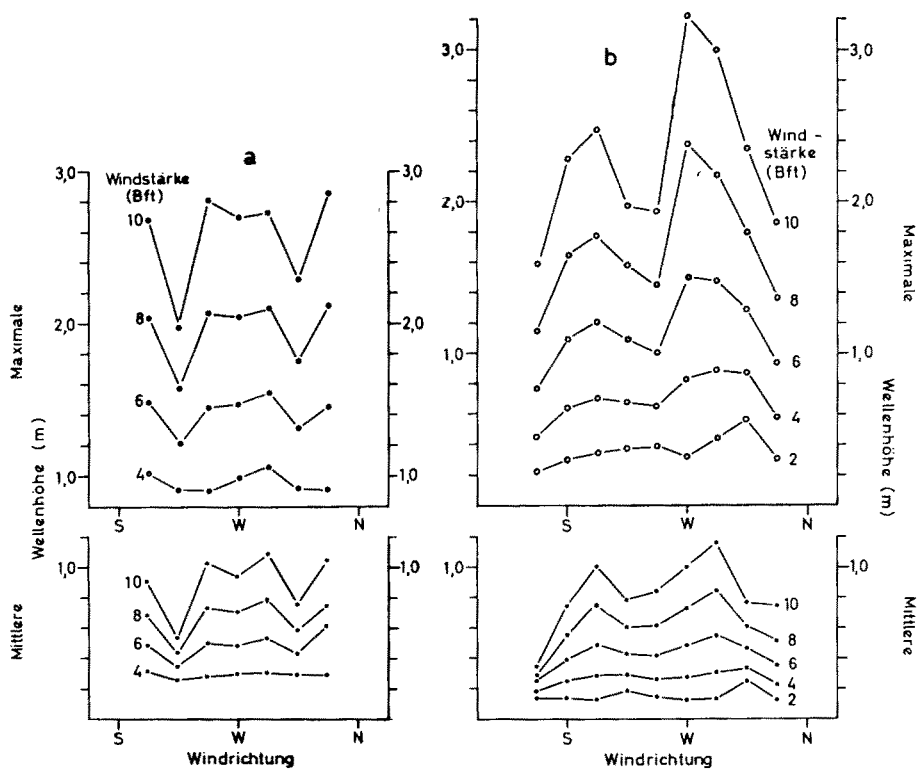 a
Windstärke
(Bft)
3,0
2,0
1,0
3,0
2,0
1,0
10
8
6
4
Maximale
Wellenhöhe (m)
S
W
N
1,0
1,0
10
8
6
4
Mittlere
S
W
N
Windrichtung
b
3,0
2,0
1,0
3,0
2,0
1,0
Wind -
stärke
(Bft)
10
8
6
4
2
Maximale
Wellenhöhe (m)
S
W
N
1,0
1,0
10
8
6
4
2
Mittlere
S
W
N
Windrichtung